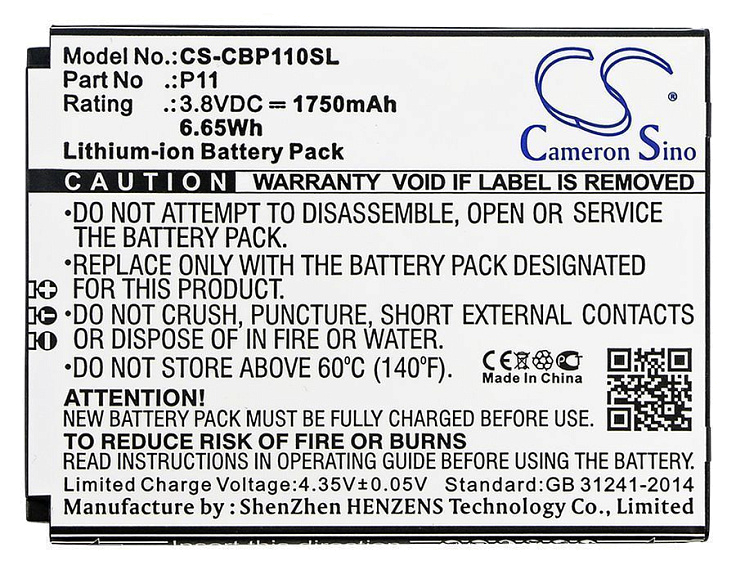 Model No.:CS-CBP110SL
Part No .:P11
Rating .:3.8VDC = 1750mAh
6.65Wh
Lithium-ion Battery Pack
CS
®
Cameron Sino
CAUTION WARRANTY VOID IF LABEL IS REMOVED
•DO NOT ATTEMPT TO DISASSEMBLE, OPEN OR SERVICE
THE BATTERY PACK.
•REPLACE ONLY WITH THE BATTERY PACK DESIGNATED
FOR THIS PRODUCT.
•DO NOT CRUSH, PUNCTURE, SHORT EXTERNAL CONTACTS
OR DISPOSE OF IN FIRE OR WATER.
•DO NOT STORE ABOVE 60ºC (140ºF).
CE
Made In China
ATTENTION!
NEW BATTERY PACK MUST BE FULLY CHARGED BEFORE USE.
TO REDUCE RISK OF FIRE OR BURNS
READ INSTRUCTIONS IN OPERATING GUIDE BEFORE USING THE BATTERY.
Limited Charge Voltage:4.35V±0.05V Standard:GB 31241-2014
Manufacture by:ShenZhen HENZENS Technology Co., Limited